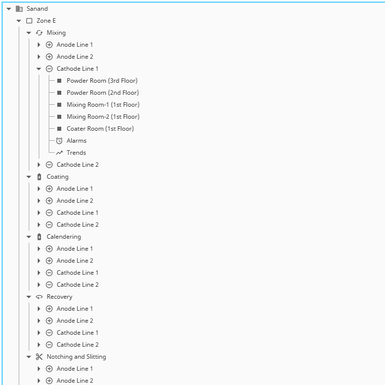 Sanand
Zone E
Mixing
Anode Line 1
Anode Line 2
Cathode Line 1
Powder Room (3rd Floor)
Powder Room (2nd Floor)
Mixing Room-1 (1st Floor)
Mixing Room-2 (1st Floor)
Coater Room (1st Floor)
Alarms
Trends
Cathode Line 2
Coating
Anode Line 1
Anode Line 2
Cathode Line 1
Cathode Line 2
Calendering
Anode Line 1
Anode Line 2
Cathode Line 1
Cathode Line 2
Recovery
Anode Line 1
Anode Line 2
Cathode Line 1
Cathode Line 2
Notching and Slitting
Anode Line 1
Anode Line 2